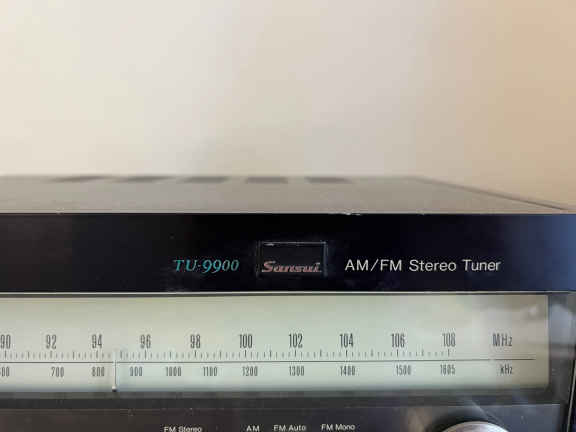 TU-9900 Sansui AM/FM Stereo Tuner
90 92 94 96 98 100 102 104 106 108 MHz
700 800 900 1000 1100 1200 1300 1400 1500 1605 kHz
FM Stereo AM FM Auto FM Mono